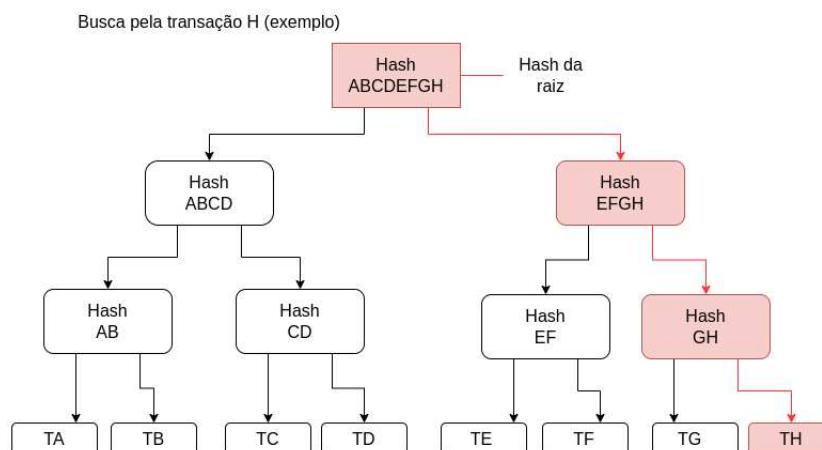 Busca pela transação H (exemplo)
Hash
ABCDEFGH
Hash da
raiz
Hash
ABCD
Hash
EFGH
Hash
AB
Hash
CD
Hash
EF
Hash
GH
TA
TB
TC
TD
TE
TF
TG
TH